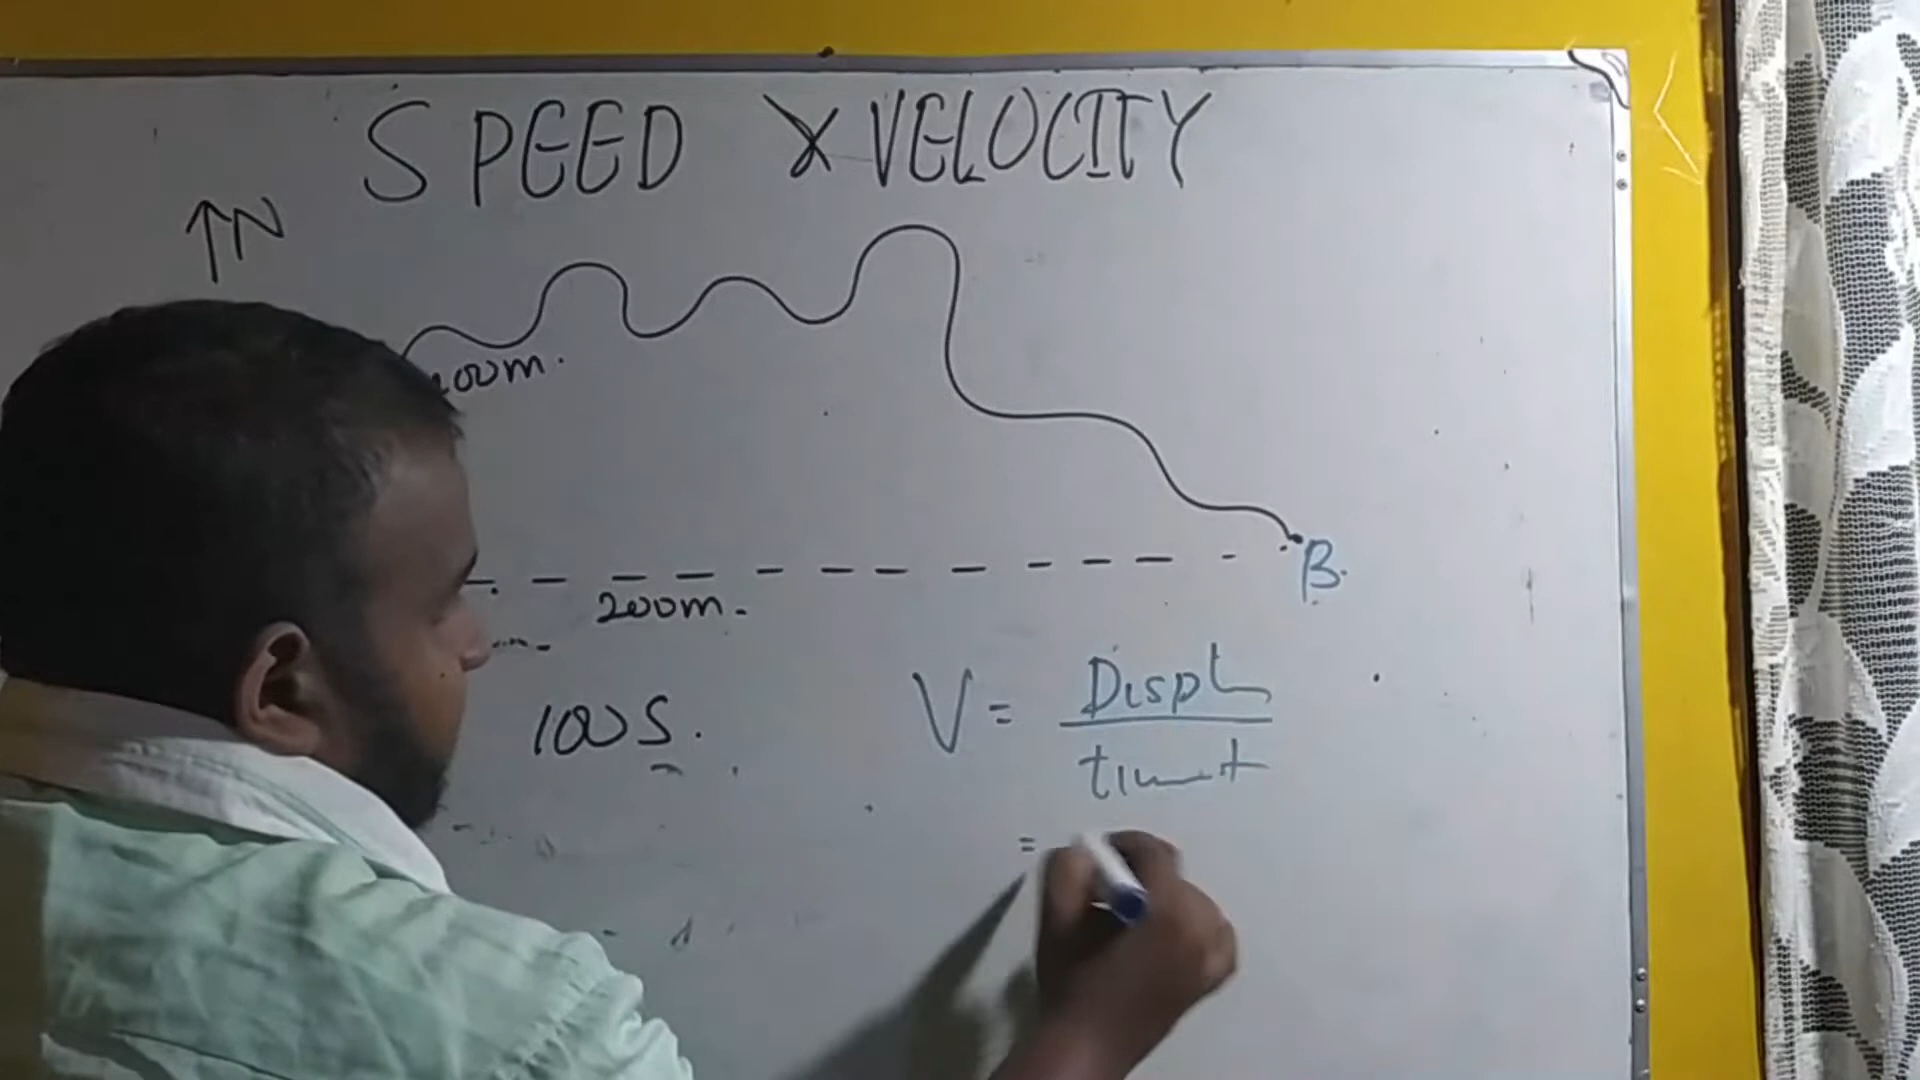 SPEED & VELOCITY
↑N
400m.
B.
200m.
100S.
V = Displ
time t
=